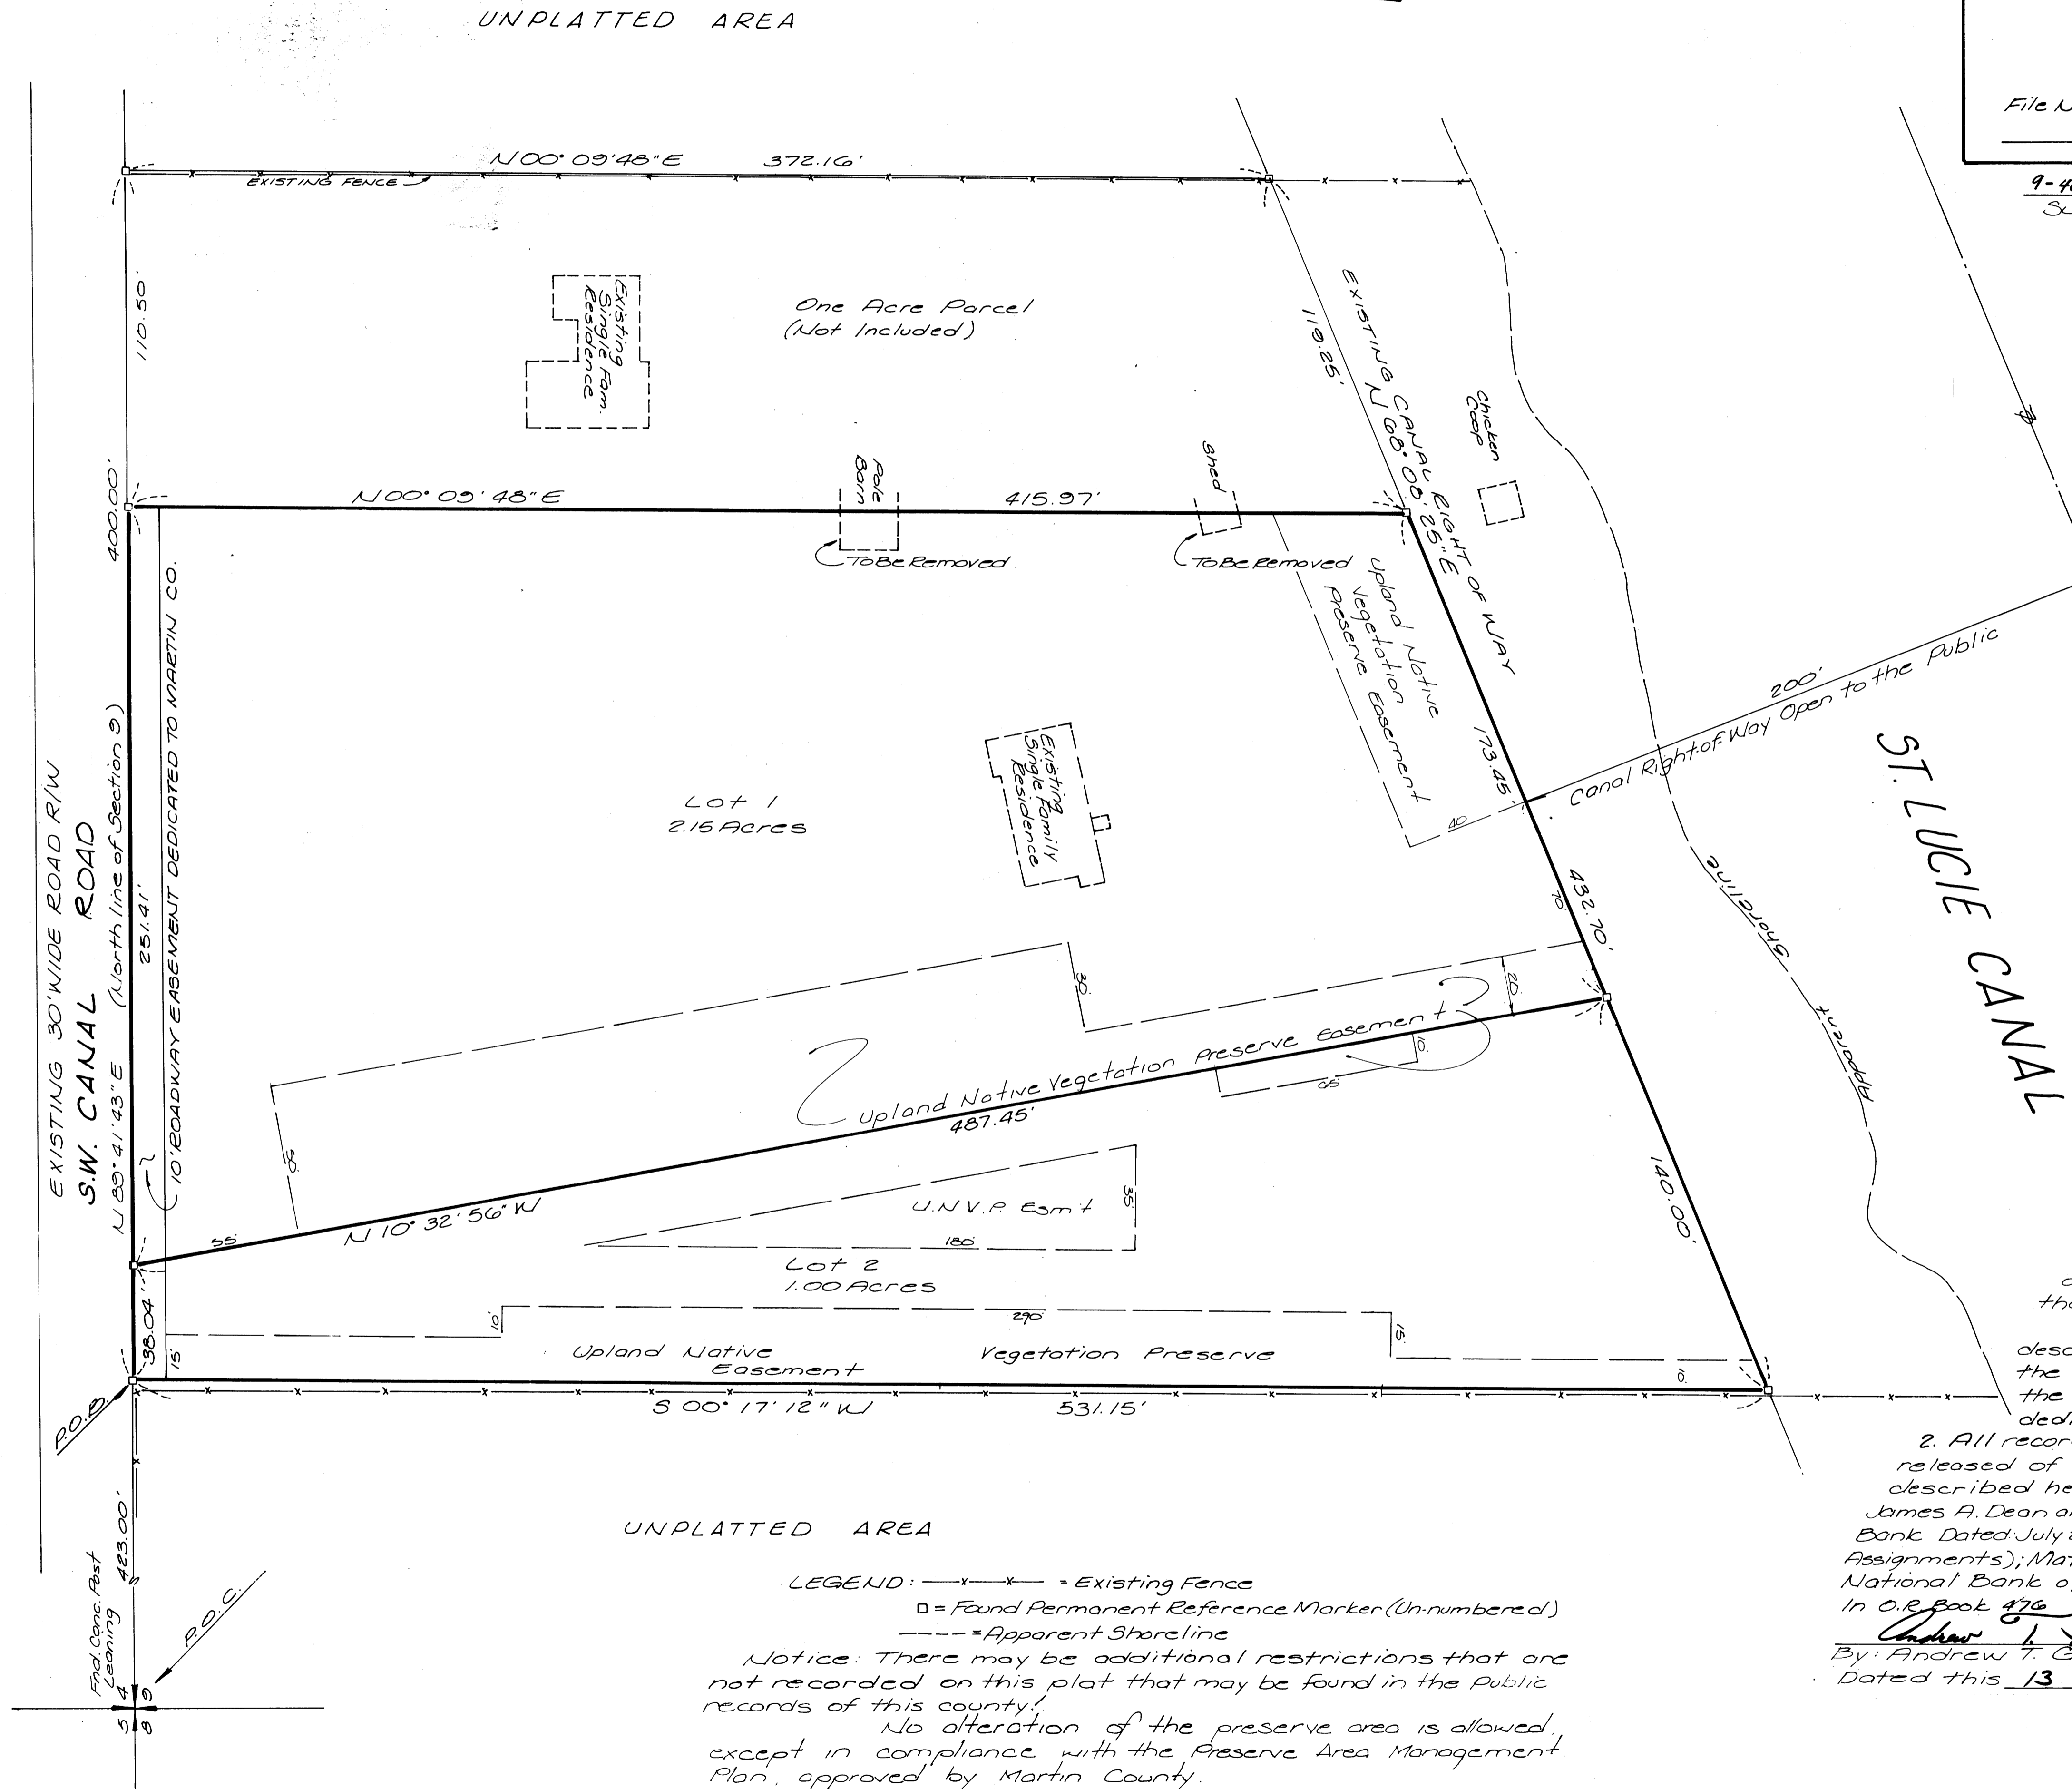 UNPLATTED AREA
File N
9-4
N 00° 09' 48" E 372.16'
EXISTING FENCE
110.50'
Existing
Single Fam.
Residence
One Acre Parcel
(Not Included)
119.25'
EXISTING CANAL RIGHT OF WAY
N 68° 08' 25" E
Chicken
Coop
400.00'
N 00° 09' 48" E
Pole
Barn
415.97'
Shed
To Be Removed
To Be Removed
Upland Native
Vegetation
Preserve Easement
173.45'
200'
Canal Right-of-Way Open to the Public
40'
ST. LUCIE CANAL
EXISTING 30' WIDE ROAD R/W
S.W. CANAL ROAD
N 89° 41' 43" E (North line of Section 9)
251.41'
10' ROADWAY EASEMENT DEDICATED TO MARTIN CO.
Lot 1
2.15 Acres
Existing
Single Family
Residence
432.70'
70'
Apparent Shoreline
30'
20'
Upland Native Vegetation Preserve Easement
10'
487.45'
N 10° 32' 56" W
55'
U.N.V.P. Esm't
35'
180'
140.00'
Lot 2
1.00 Acres
38.04'
15'
10'
290'
15'
Upland Native Vegetation Preserve
Easement
10'
P.O.B.
S 00° 17' 12" W 531.15'
423.00'
Fnd. Conc. Post
Leaning
P.O.C.
4 9
5 8
UNPLATTED AREA
LEGEND: —x—x— = Existing Fence
□ = Found Permanent Reference Marker (Un-numbered)
---- = Apparent Shoreline
Notice: There may be additional restrictions that are
not recorded on this plat that may be found in the Public
records of this county!
No alteration of the preserve area is allowed
except in compliance with the Preserve Area Management
Plan, approved by Martin County.
the
the
2. All recor
released of
described he
James A. Dean a
Bank Dated: July
Assignments); Mat
National Bank o
In O.R. Book 476
Andrew T.
By: Andrew T. G
Dated this 13